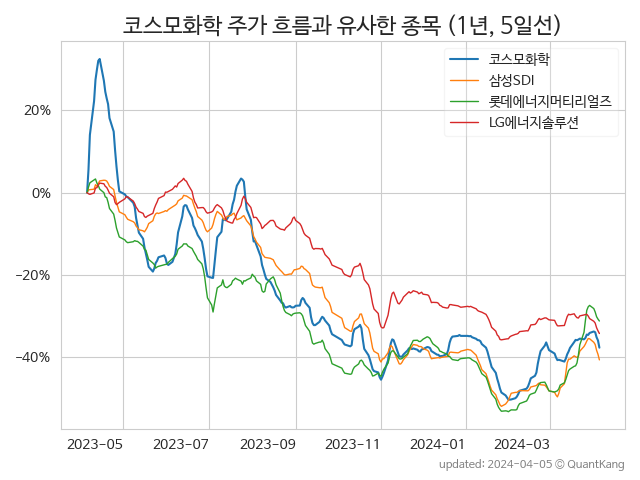 코스모화학 주가 흐름과 유사한 종목 (1년, 5일선)
코스모화학
삼성SDI
롯데에너지머티리얼즈
LG에너지솔루션
20%
0%
−20%
−40%
2023-05 2023-07 2023-09 2023-11 2024-01 2024-03
updated: 2024-04-05 © QuantKang